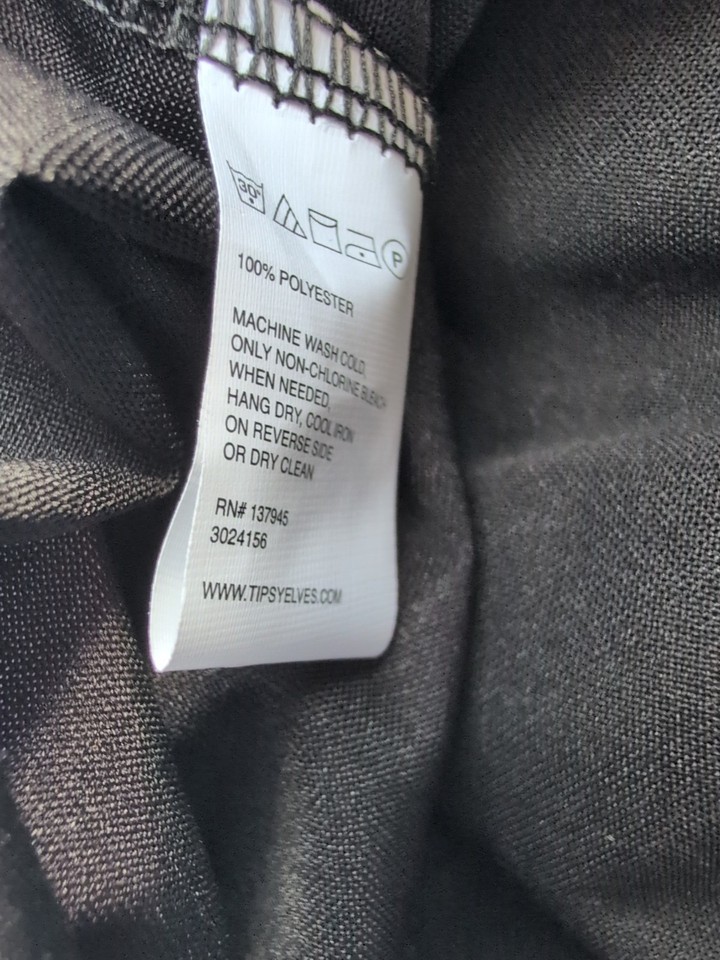 30°
P
100% POLYESTER
MACHINE WASH COLD,
ONLY NON-CHLORINE BLEACH
WHEN NEEDED,
HANG DRY, COOL IRON
ON REVERSE SIDE
OR DRY CLEAN
RN# 137945
3024156
WWW.TIPSYELVES.COM